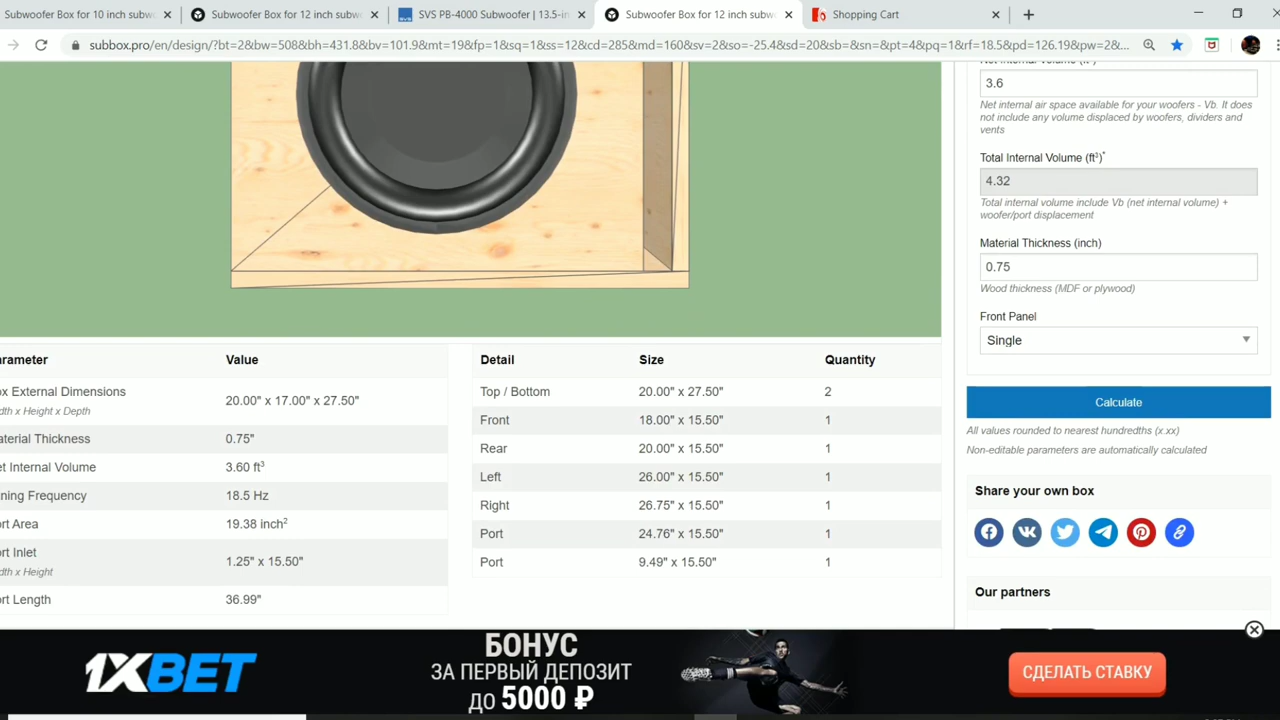 Subwoofer Box for 10 inch subw
Subwoofer Box for 12 inch subw
SVS PB-4000 Subwoofer | 13.5-in
Subwoofer Box for 12 inch subw
Shopping Cart
subbox.pro/en/design/?bt=2&bw=508&bh=431.8&bv=101.9&mt=19&fp=1&sq=1&ss=12&cd=285&md=160&sv=2&so=-25.4&sd=20&sb=&sn=&pt=4&pq=1&rf=18.5&pd=126.19&pw=2&...
3.6
Net internal air space available for your woofers - Vb. It does
not include any volume displaced by woofers, dividers and
vents
Total Internal Volume (ft³)*
4.32
Total internal volume include Vb (net internal volume) +
woofer/port displacement
Material Thickness (inch)
0.75
Wood thickness (MDF or plywood)
Front Panel
Single
Calculate
All values rounded to nearest hundredths (x.xx)
Non-editable parameters are automatically calculated
Share your own box
Our partners
arameter Value
ox External Dimensions 20.00" x 17.00" x 27.50"
dth x Height x Depth
aterial Thickness 0.75"
et Internal Volume 3.60 ft³
ning Frequency 18.5 Hz
ort Area 19.38 inch²
ort Inlet 1.25" x 15.50"
dth x Height
ort Length 36.99"
Detail Size Quantity
Top / Bottom 20.00" x 27.50" 2
Front 18.00" x 15.50" 1
Rear 20.00" x 15.50" 1
Left 26.00" x 15.50" 1
Right 26.75" x 15.50" 1
Port 24.76" x 15.50" 1
Port 9.49" x 15.50" 1
1XBET
БОНУС
ЗА ПЕРВЫЙ ДЕПОЗИТ
ДО 5000 ₽
СДЕЛАТЬ СТАВКУ